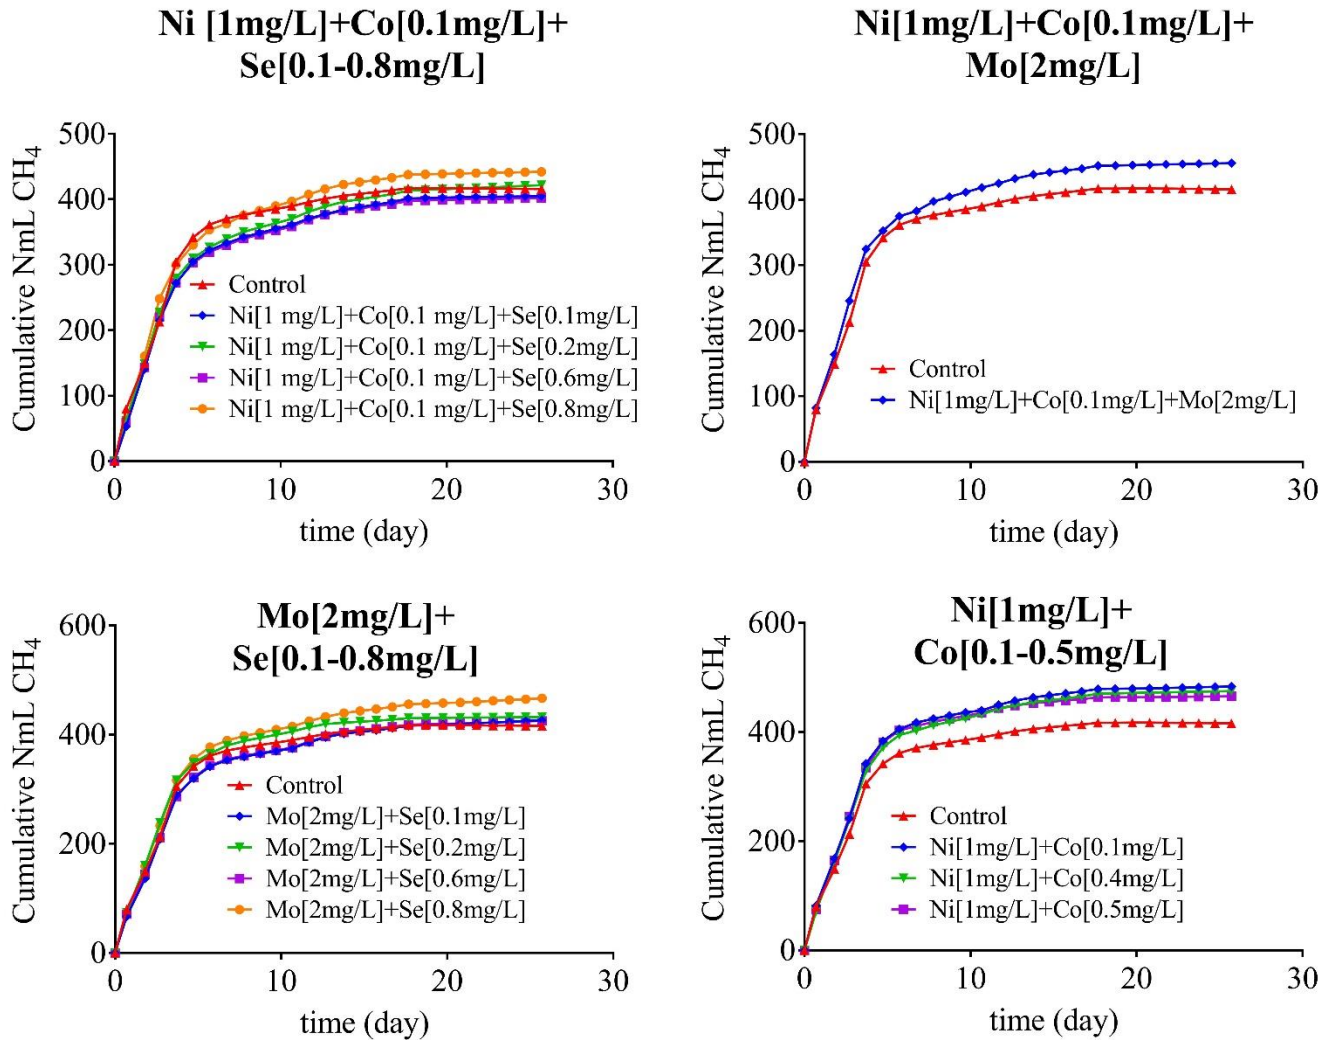 Ni [1mg/L]+Co[0.1mg/L]+
Se[0.1-0.8mg/L]
Cumulative NmL CH4
500
400
300
200
100
0
Control
Ni[1 mg/L]+Co[0.1 mg/L]+Se[0.1mg/L]
Ni[1 mg/L]+Co[0.1 mg/L]+Se[0.2mg/L]
Ni[1 mg/L]+Co[0.1 mg/L]+Se[0.6mg/L]
Ni[1 mg/L]+Co[0.1 mg/L]+Se[0.8mg/L]
0 10 20 30
time (day)
Ni[1mg/L]+Co[0.1mg/L]+
Mo[2mg/L]
Cumulative NmL CH4
500
400
300
200
100
0
Control
Ni[1mg/L]+Co[0.1mg/L]+Mo[2mg/L]
0 10 20 30
time (day)
Mo[2mg/L]+
Se[0.1-0.8mg/L]
Cumulative NmL CH4
600
400
200
0
Control
Mo[2mg/L]+Se[0.1mg/L]
Mo[2mg/L]+Se[0.2mg/L]
Mo[2mg/L]+Se[0.6mg/L]
Mo[2mg/L]+Se[0.8mg/L]
0 10 20 30
time (day)
Ni[1mg/L]+
Co[0.1-0.5mg/L]
Cumulative NmL CH4
600
400
200
0
Control
Ni[1mg/L]+Co[0.1mg/L]
Ni[1mg/L]+Co[0.4mg/L]
Ni[1mg/L]+Co[0.5mg/L]
0 10 20 30
time (day)